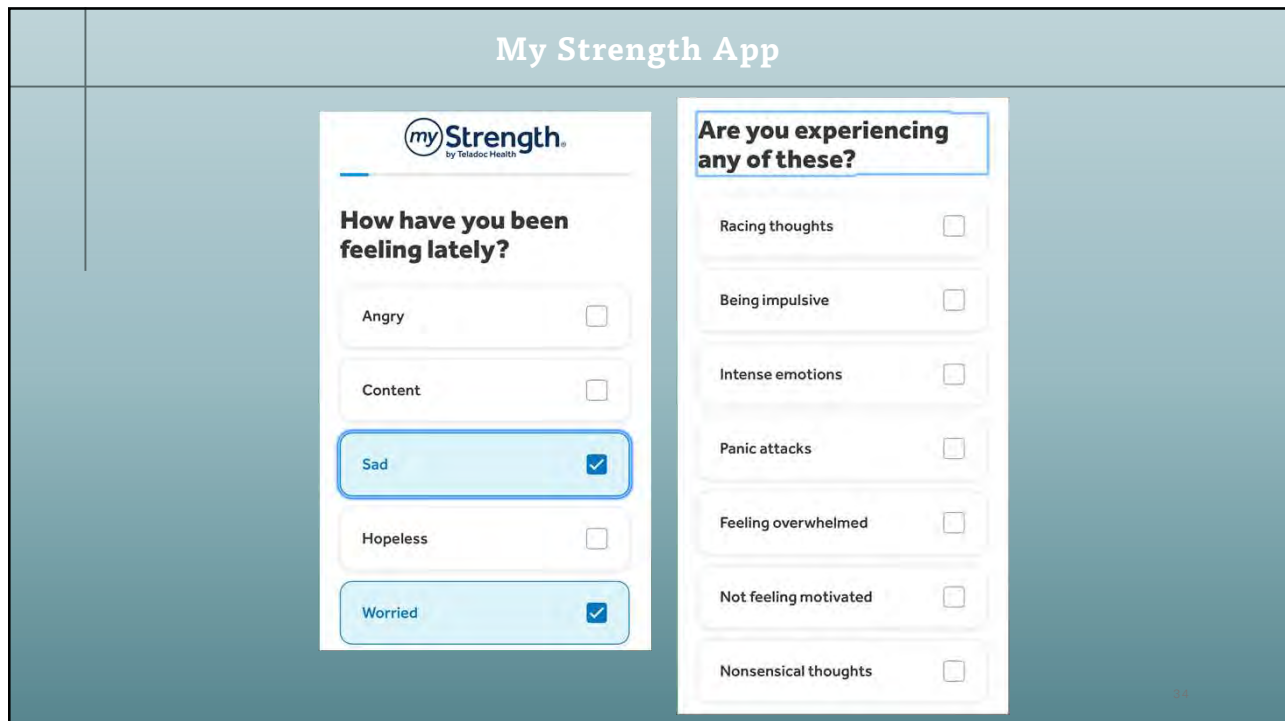 My Strength App
my Strength®
by Teladoc Health
How have you been
feeling lately?
Angry
Content
Sad
Hopeless
Worried
Are you experiencing
any of these?
Racing thoughts
Being impulsive
Intense emotions
Panic attacks
Feeling overwhelmed
Not feeling motivated
Nonsensical thoughts
34